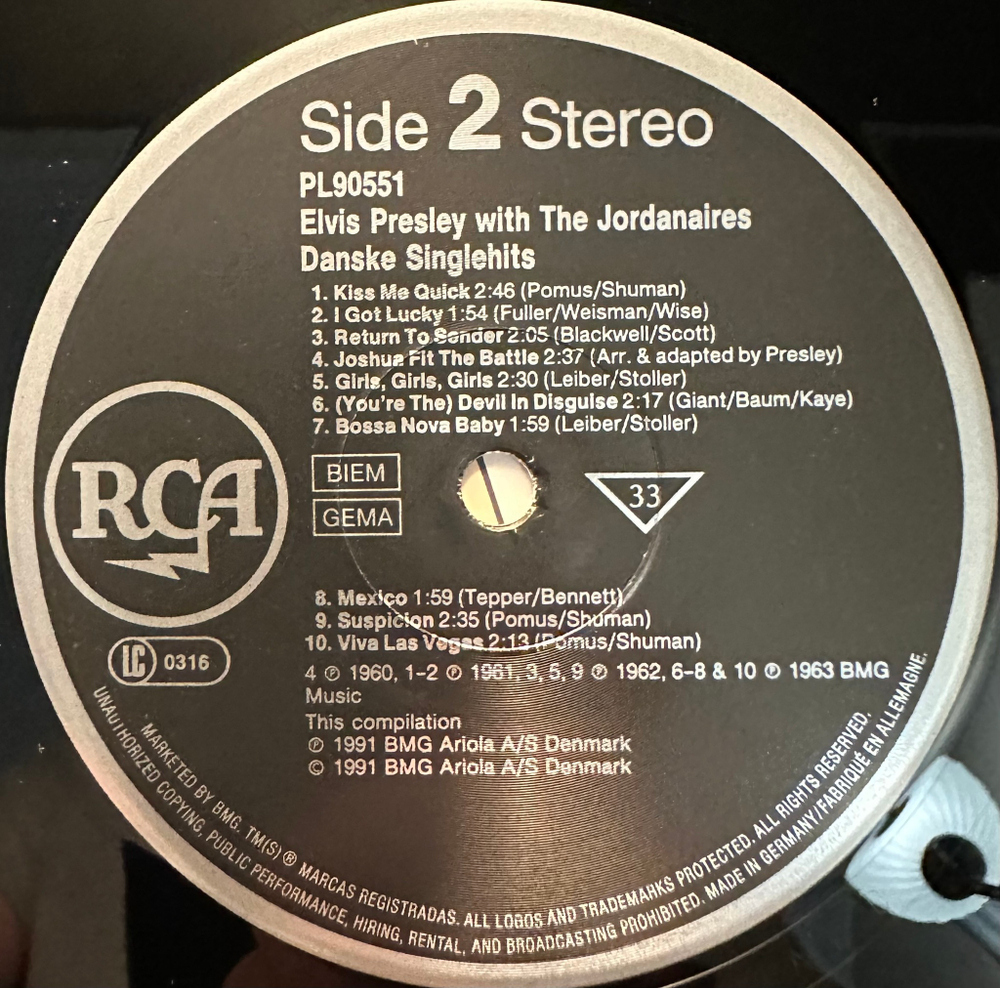 Side 2 Stereo
PL90551
Elvis Presley with The Jordanaires
Danske Singlehits
1. Kiss Me Quick 2:46 (Pomus/Shuman)
2. I Got Lucky 1:54 (Fuller/Weisman/Wise)
3. Return To Sender 2:05 (Blackwell/Scott)
4. Joshua Fit The Battle 2:37 (Arr. & adapted by Presley)
5. Girls, Girls, Girls 2:30 (Leiber/Stoller)
6. (You're The) Devil In Disguise 2:17 (Giant/Baum/Kaye)
7. Bossa Nova Baby 1:59 (Leiber/Stoller)
RCA
BIEM
GEMA
33
8. Mexico 1:59 (Tepper/Bennett)
9. Suspicion 2:35 (Pomus/Shuman)
10. Viva Las Vegas 2:13 (Pomus/Shuman)
LC 0316
4 ℗ 1960, 1-2 ℗ 1961, 3, 5, 9 ℗ 1962, 6-8 & 10 ℗ 1963 BMG
Music
This compilation
℗ 1991 BMG Ariola A/S Denmark
© 1991 BMG Ariola A/S Denmark
MARKETED BY BMG. TM(S) ® MARCAS REGISTRADAS. ALL LOGOS AND TRADEMARKS PROTECTED. ALL RIGHTS RESERVED.
UNAUTHORIZED COPYING, PUBLIC PERFORMANCE, HIRING, RENTAL, AND BROADCASTING PROHIBITED. MADE IN GERMANY/FABRIQUÉ EN ALLEMAGNE.